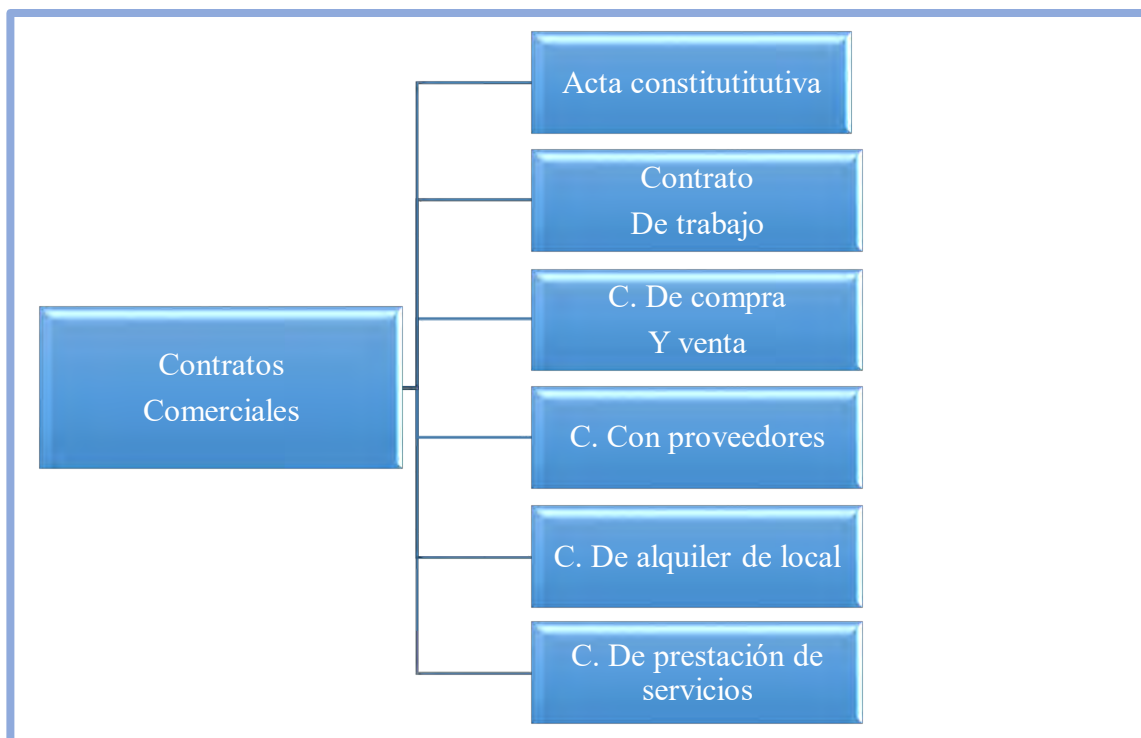 Acta constitutitutiva
Contrato
De trabajo
C. De compra
Y venta
Contratos
Comerciales
C. Con proveedores
C. De alquiler de local
C. De prestación de
servicios